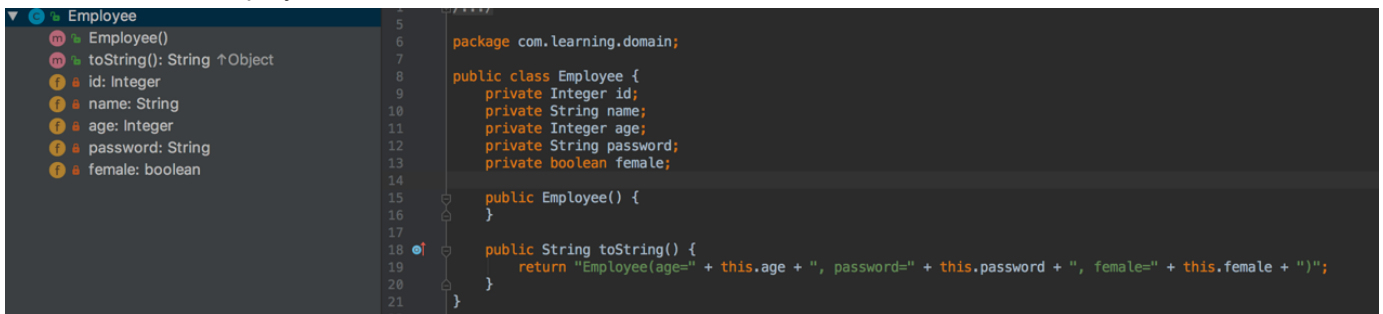 Employee
Employee()
toString(): String ↑Object
id: Integer
name: String
age: Integer
password: String
female: boolean
5
6 package com.learning.domain;
7
8 public class Employee {
9 private Integer id;
10 private String name;
11 private Integer age;
12 private String password;
13 private boolean female;
14
15 public Employee() {
16 }
17
18 public String toString() {
19 return "Employee(age=" + this.age + ", password=" + this.password + ", female=" + this.female + ")";
20 }
21 }